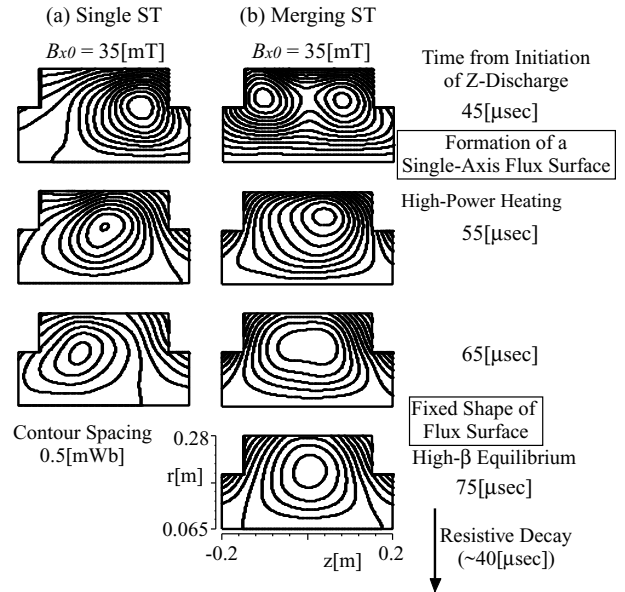 (a) Single ST
(b) Merging ST
Bx0 = 35[mT]
Bx0 = 35[mT]
Time from Initiation
of Z-Discharge
45[μsec]
Formation of a
Single-Axis Flux Surface
High-Power Heating
55[μsec]
65[μsec]
Fixed Shape of
Flux Surface
High-β Equilibrium
75[μsec]
Contour Spacing
0.5[mWb]
0.28
r[m]
0.065
-0.2
z[m]
0.2
Resistive Decay
(~40[μsec])